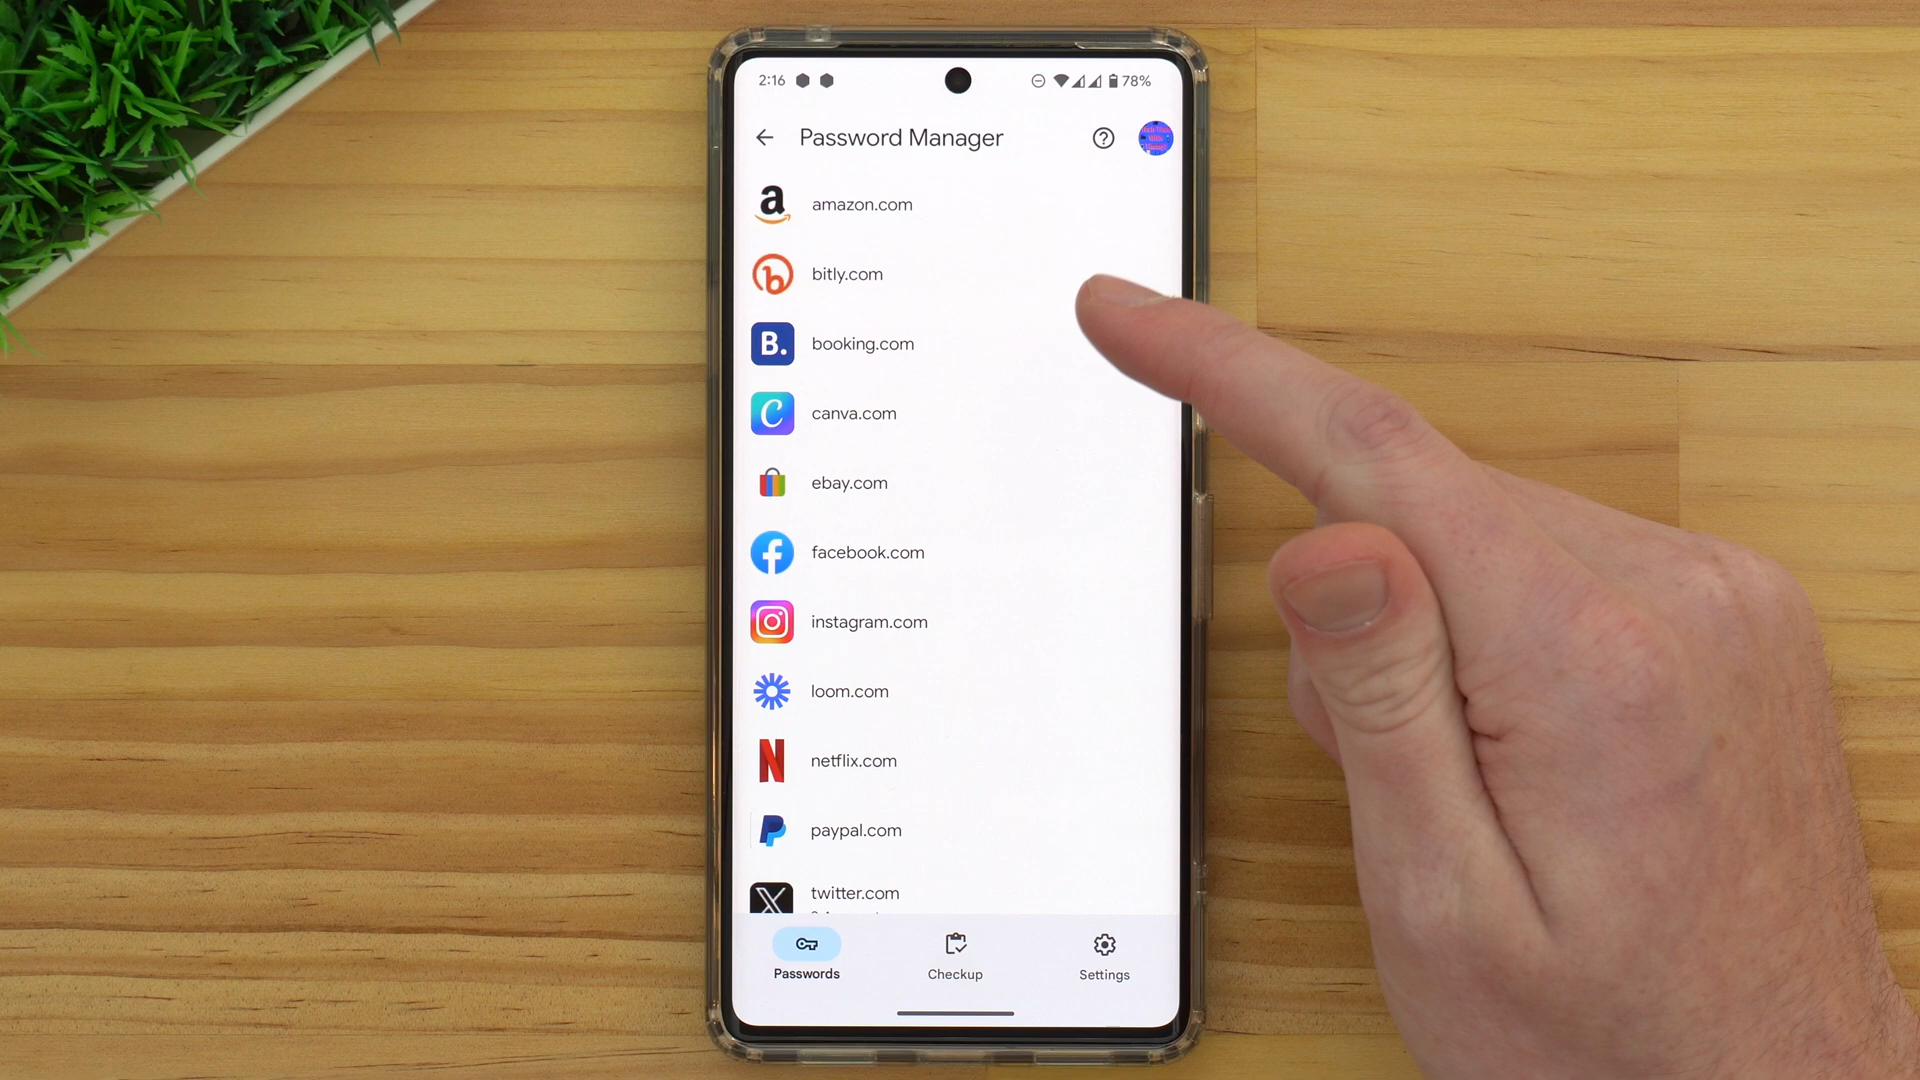 2:16
78%
Password Manager
amazon.com
bitly.com
B. booking.com
canva.com
ebay.com
facebook.com
instagram.com
loom.com
netflix.com
paypal.com
twitter.com
Passwords
Checkup
Settings